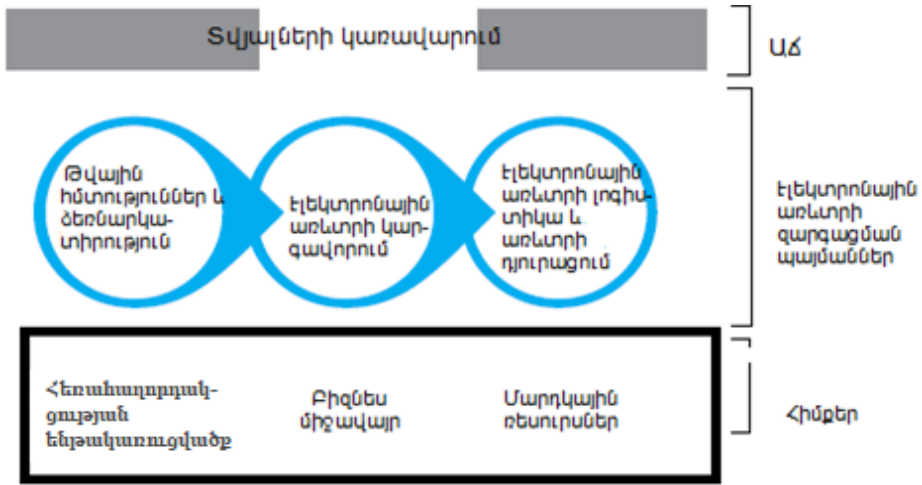 Տվյալների կառավարում
Աճ
Թվային
հմտություններ և
ձեռնարկա-
տիրություն
էլեկտրոնային
առևտրի կար-
գավորում
էլեկտրոնային
առևտրի լոգիս-
տիկա և
առևտրի
դյուրացում
էլեկտրոնային
առևտրի
զարգացման
պայմաններ
Հեռահաղորդակ-
ցության
ենթակառուցվածք
Բիզնես
միջավայր
Մարդկային
ռեսուրսներ
Հիմքեր